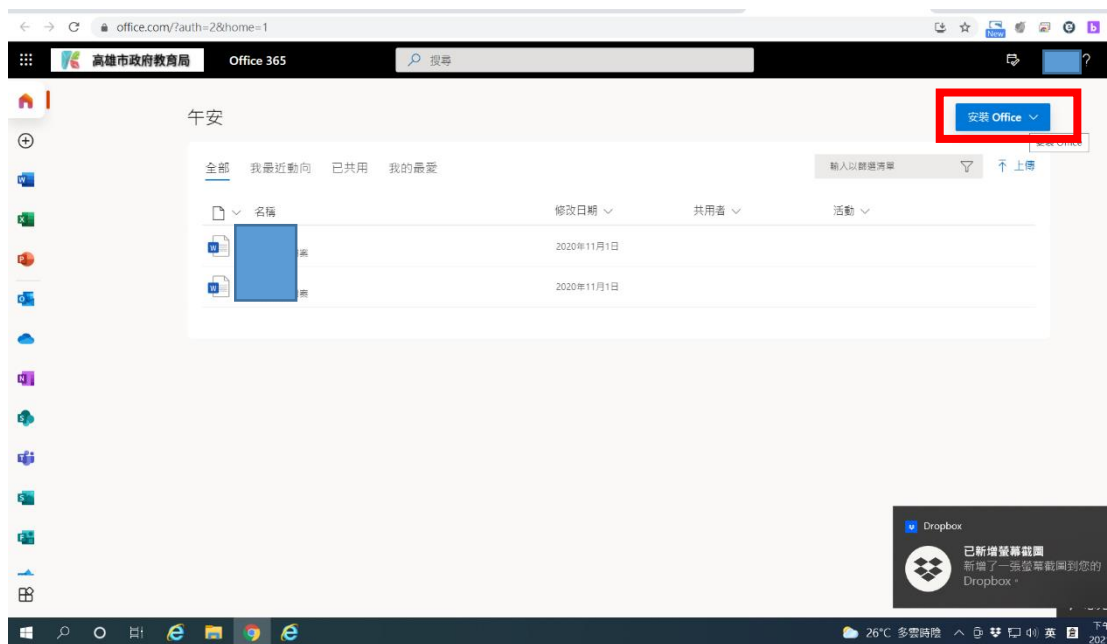 office.com/?auth=2&home=1
New
高雄市政府教育局 Office 365 搜尋 ?
午安
安裝 Office
全部 我最近動向 已共用 我的最愛 輸入以篩選清單 上傳
名稱 修改日期 共用者 活動
2020年11月1日
2020年11月1日
Dropbox
已新增螢幕截圖
新增了一張螢幕截圖到您的
Dropbox。
26°C 多雲時陰 英